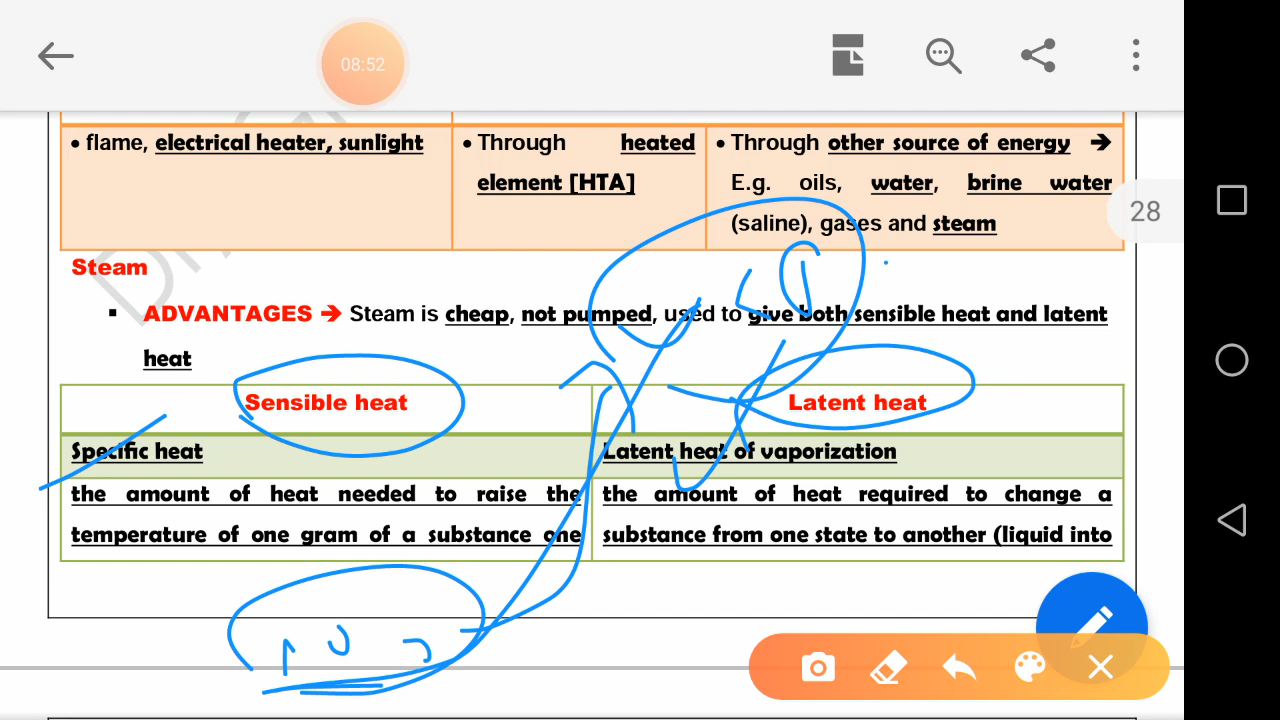 08:52
• flame, electrical heater, sunlight
• Through heated
element [HTA]
• Through other source of energy ➔
E.g. oils, water, brine water
(saline), gases and steam
28
Steam
▪ ADVANTAGES ➔ Steam is cheap, not pumped, used to give both sensible heat and latent
heat
Sensible heat
Latent heat
Specific heat
Latent heat of vaporization
the amount of heat needed to raise the
temperature of one gram of a substance one
the amount of heat required to change a
substance from one state to another (liquid into